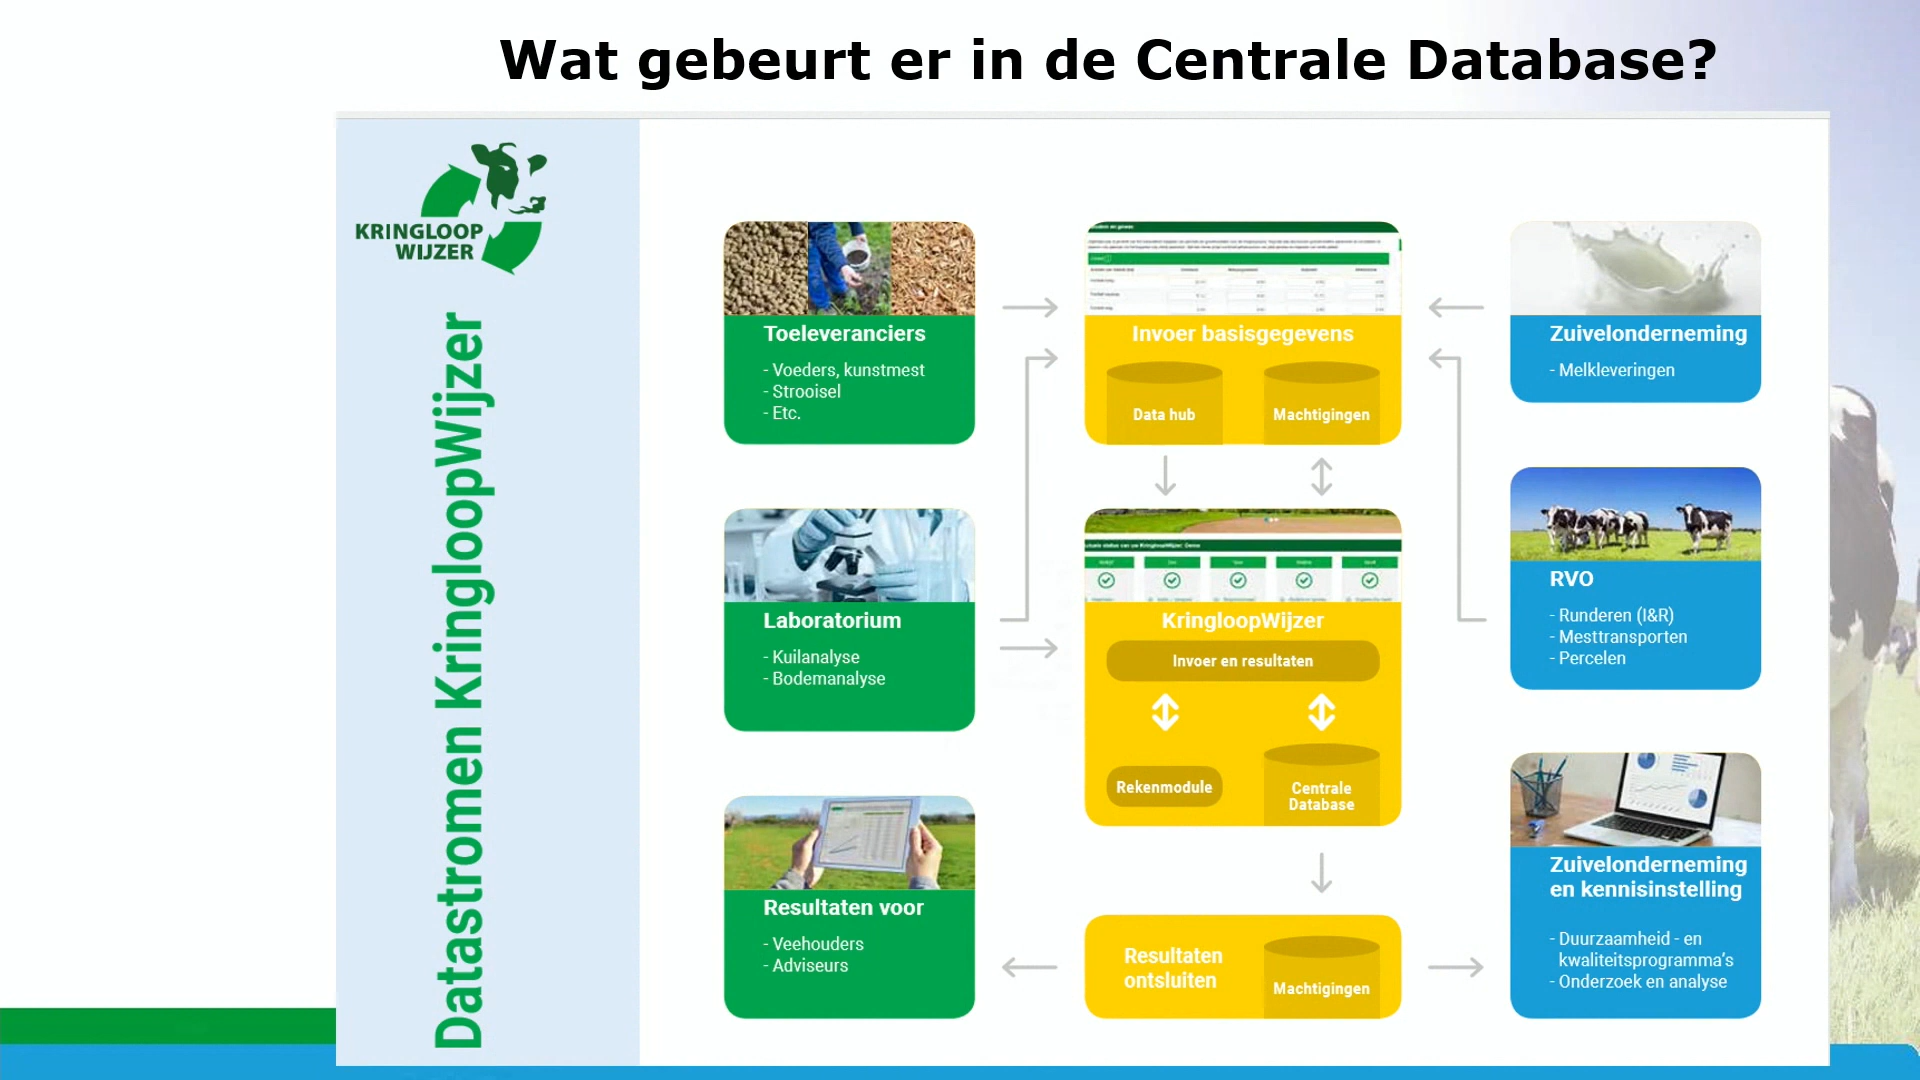 Wat gebeurt er in de Centrale Database?
KRINGLOOP
WIJZER
Datastromen KringloopWijzer
Toeleveranciers
- Voeders, kunstmest
- Strooisel
- Etc.
Invoer basisgegevens
Data hub
Machtigingen
Zuivelonderneming
- Melkleveringen
Laboratorium
- Kuilanalyse
- Bodemanalyse
KringloopWijzer
Invoer en resultaten
Rekenmodule
Centrale
Database
RVO
- Runderen (I&R)
- Mesttransporten
- Percelen
Resultaten voor
- Veehouders
- Adviseurs
Resultaten
ontsluiten
Machtigingen
Zuivelonderneming
en kennisinstelling
- Duurzaamheid - en
kwaliteitsprogramma's
- Onderzoek en analyse